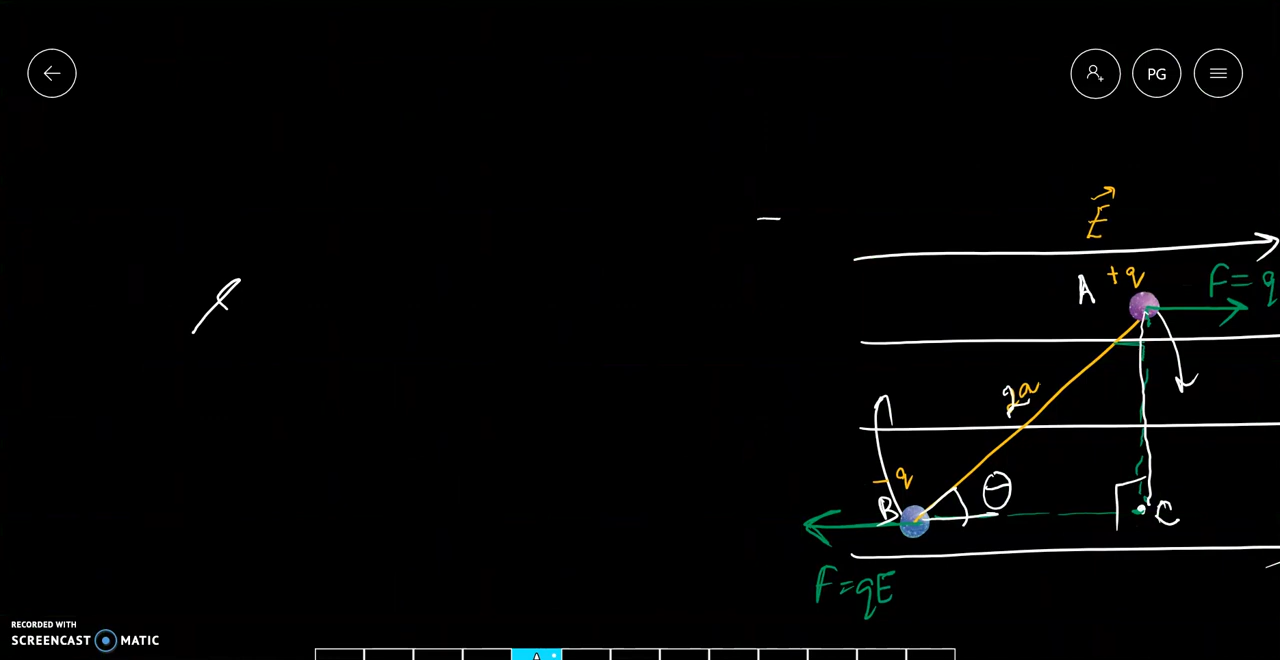 PG
E
A +q
F= q
2a
-q
B
θ
C
F=qE
RECORDED WITH
SCREENCAST MATIC
A